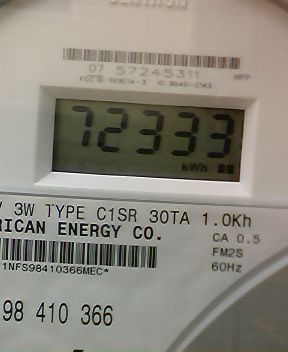 07 57245311 HPP
72333
kWh
V 3W TYPE C1SR 30TA 1.0Kh
RICAN ENERGY CO. CA 0.5
FM2S
1NFS98410366MEC* 60Hz
98 410 366